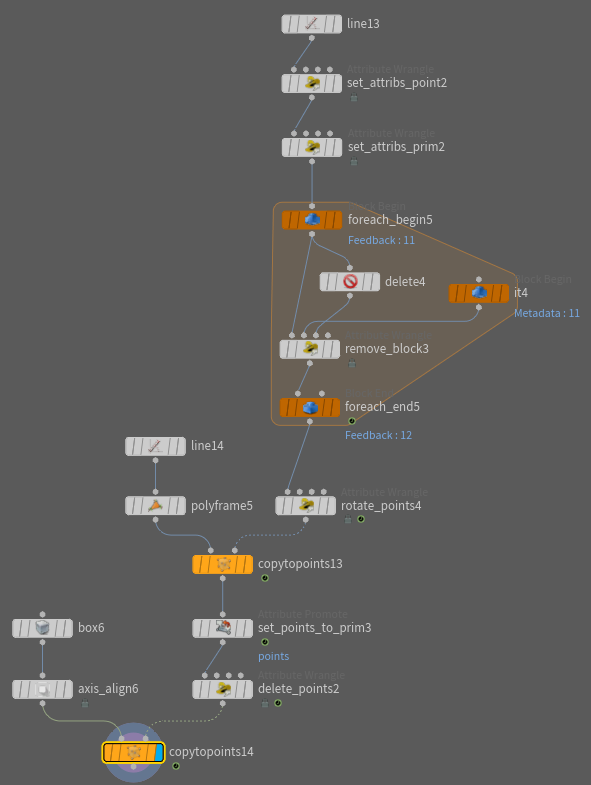 line13
Attribute Wrangle
set_attribs_point2
Attribute Wrangle
set_attribs_prim2
Block Begin
foreach_begin5
Feedback : 11
delete4
Block Begin
it4
Metadata : 11
Attribute Wrangle
remove_block3
foreach_end5
Feedback : 12
line14
Attribute Wrangle
polyframe5
rotate_points4
copytopoints13
Attribute Promote
box6
set_points_to_prim3
points
Attribute Wrangle
axis_align6
delete_points2
copytopoints14